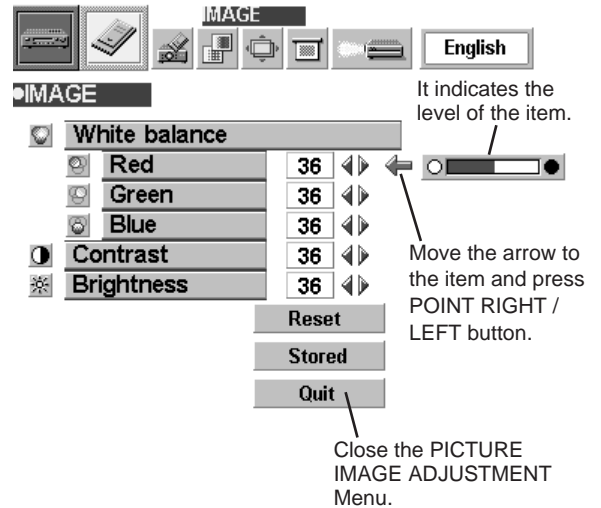 IMAGE
English
●IMAGE
It indicates the
level of the item.
White balance
Red 36
Green 36
Blue 36
Contrast 36
Brightness 36
Move the arrow to
the item and press
POINT RIGHT /
LEFT button.
Reset
Stored
Quit
Close the PICTURE
IMAGE ADJUSTMENT
Menu.